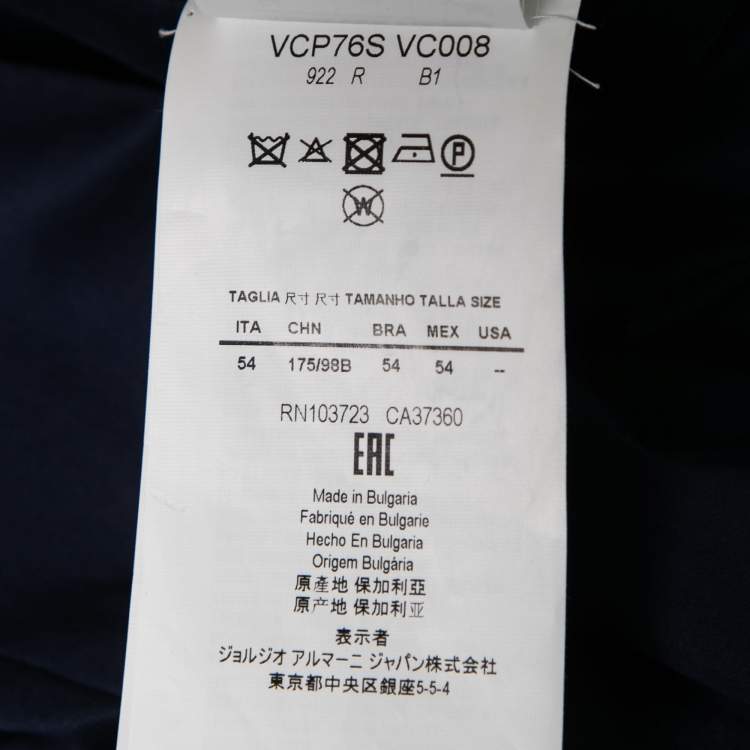 VCP76S VC008
922 R B1
P
W
TAGLIA 尺寸 尺寸 TAMANHO TALLA SIZE
ITA CHN BRA MEX USA
54 175/98B 54 54 --
RN103723 CA37360
EAC
Made in Bulgaria
Fabriqué en Bulgarie
Hecho En Bulgaria
Origem Bulgária
原產地 保加利亞
原产地 保加利亚
表示者
ジョルジオ アルマーニ ジャパン株式会社
東京都中央区銀座5-5-4